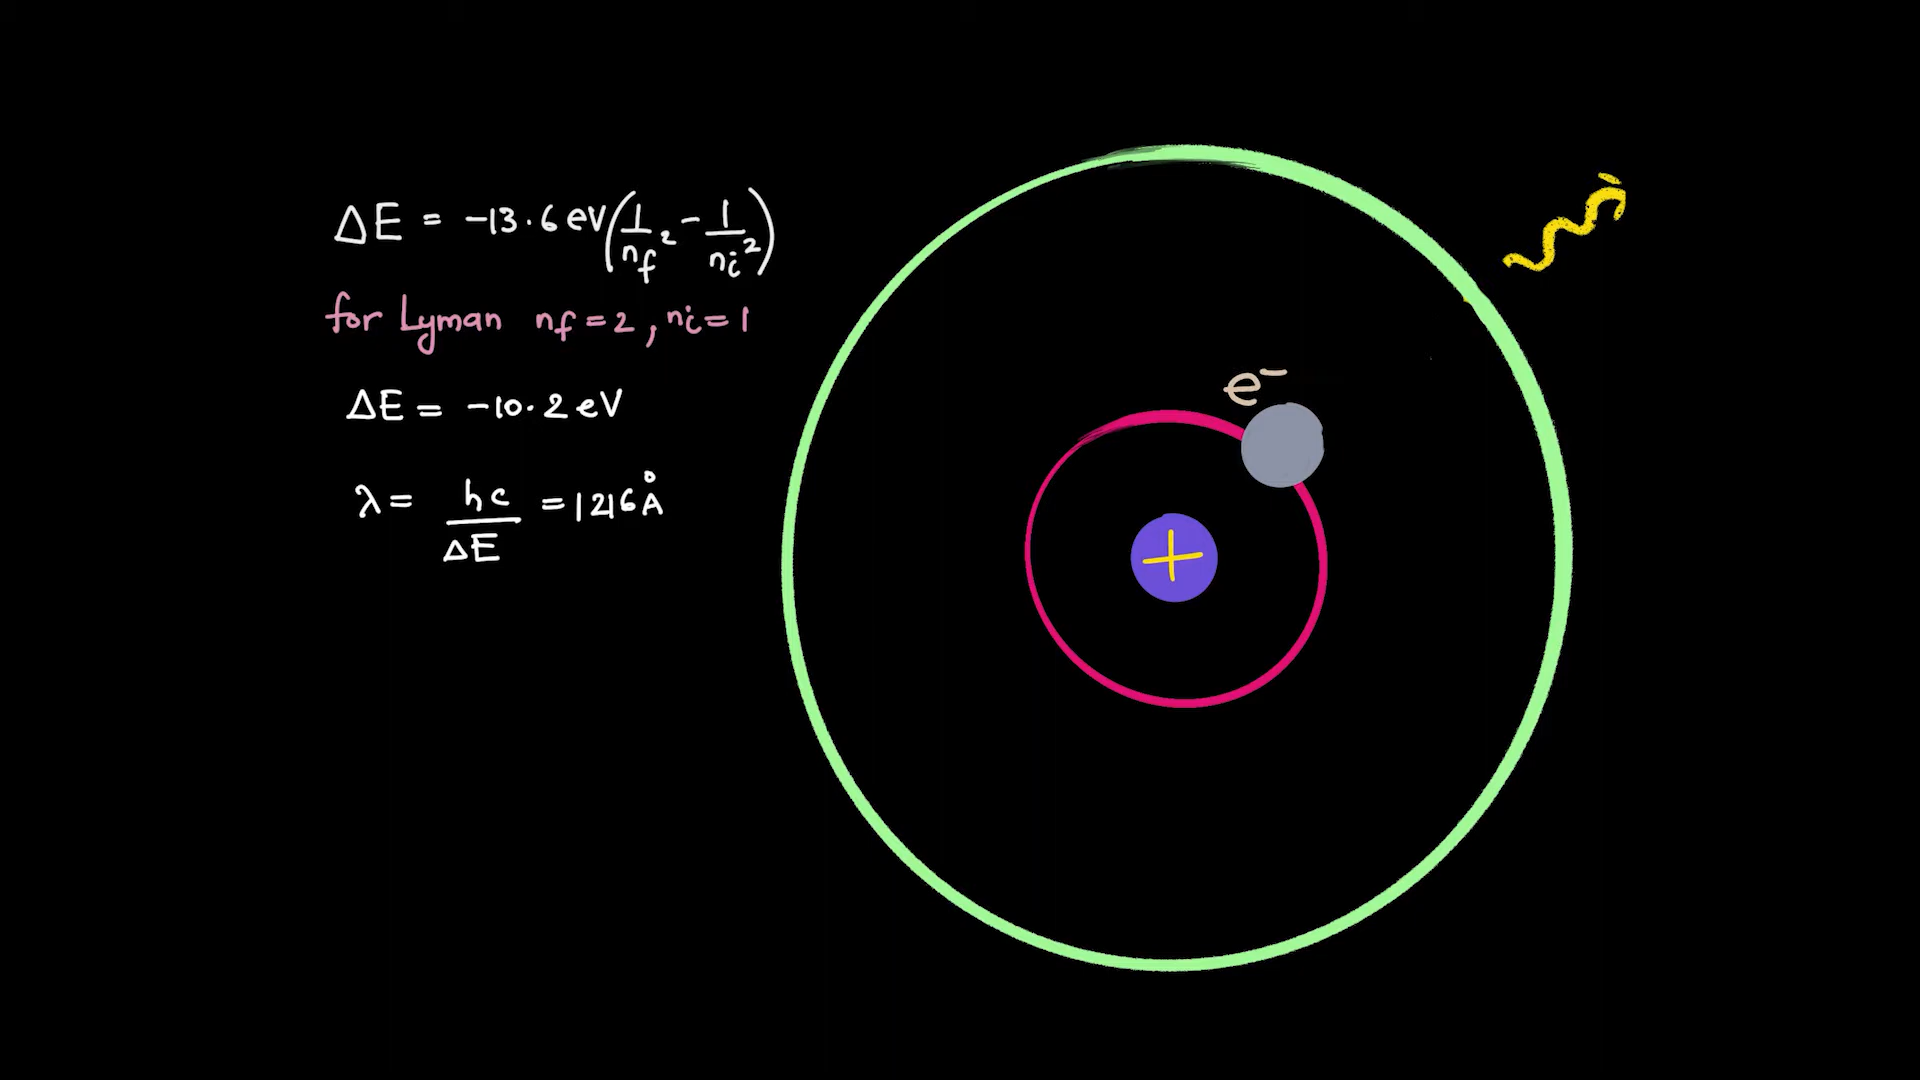 ΔE = -13.6 eV(1/nf² - 1/ni²)
for Lyman nf = 2, ni = 1
ΔE = -10.2 eV
λ = hc/ΔE = 1216 Å
e⁻
+